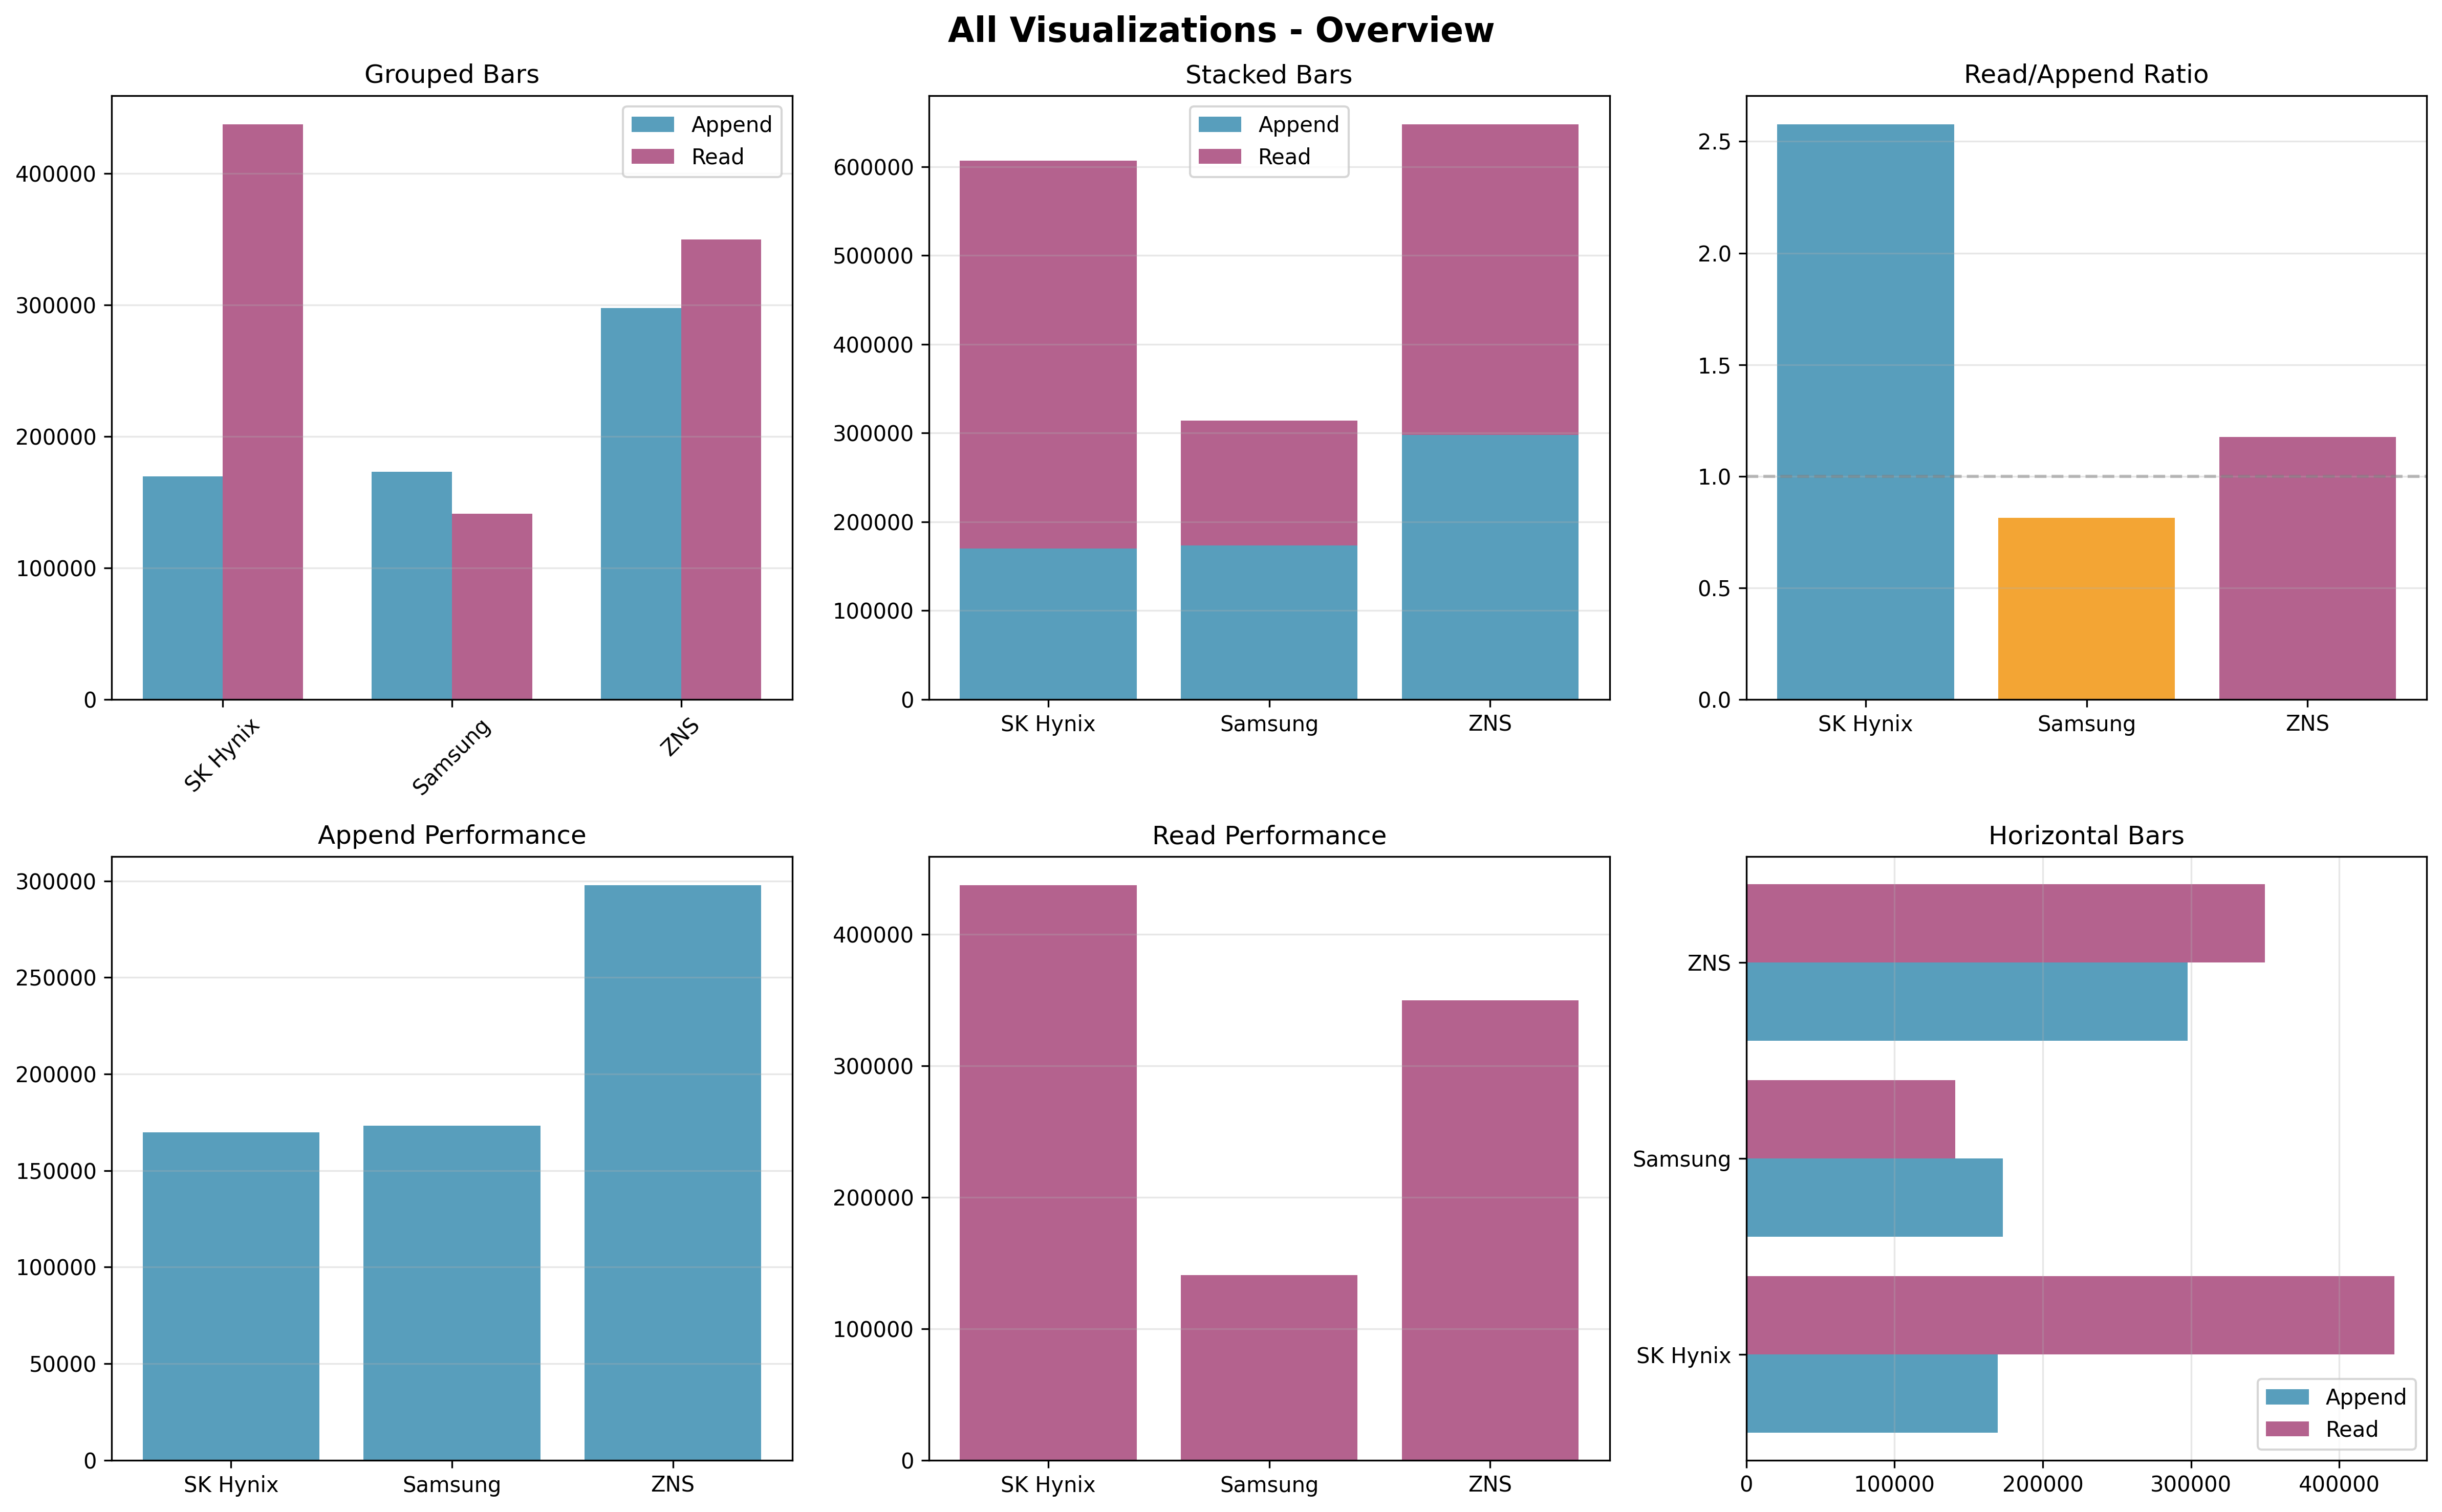 All Visualizations - Overview
Grouped Bars
Append
Read
400000
300000
200000
100000
0
SK Hynix
Samsung
ZNS
Stacked Bars
Append
Read
600000
500000
400000
300000
200000
100000
0
SK Hynix
Samsung
ZNS
Read/Append Ratio
2.5
2.0
1.5
1.0
0.5
0.0
SK Hynix
Samsung
ZNS
Append Performance
300000
250000
200000
150000
100000
50000
0
SK Hynix
Samsung
ZNS
Read Performance
400000
300000
200000
100000
0
SK Hynix
Samsung
ZNS
Horizontal Bars
ZNS
Samsung
SK Hynix
Append
Read
0
100000
200000
300000
400000